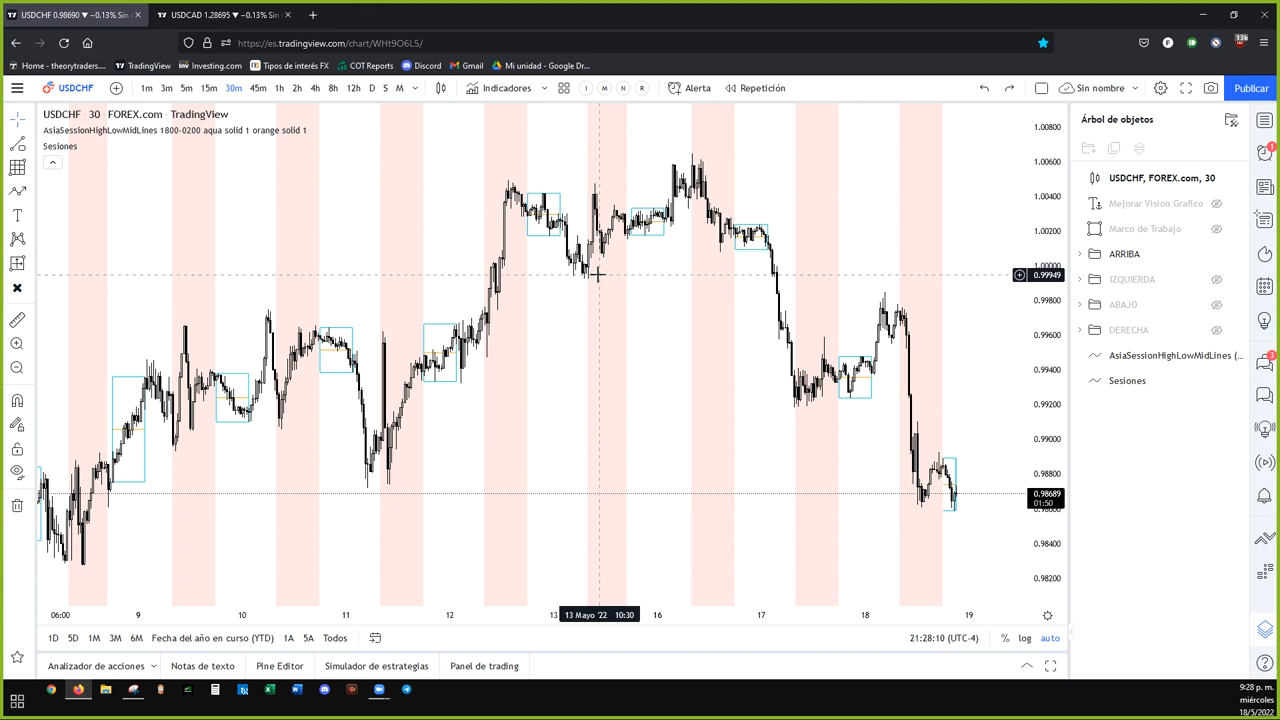 USDCHF 0.98690 ▼ −0.13% Sin
USDCAD 1.28695 ▼ −0.13% Sin
https://es.tradingview.com/chart/WHt9O6L5/
13k
Home - theorytraders....
TradingView
Investing.com
Tipos de interés FX
COT Reports
Discord
Gmail
Mi unidad - Google Dr...
USDCHF
1m 3m 5m 15m 30m 45m 1h 2h 4h 8h 12h D S M
Indicadores
I M N R
Alerta
Repetición
Sin nombre
Publicar
USDCHF · 30 · FOREX.com · TradingView
AsiaSessionHighLowMidLines 1800-0200 aqua solid 1 orange solid 1
Sesiones
Árbol de objetos
USDCHF, FOREX.com, 30
Mejorar Vision Grafico
Marco de Trabajo
ARRIBA
IZQUIERDA
ABAJO
DERECHA
AsiaSessionHighLowMidLines (...
Sesiones
1
3
1.00800
1.00600
1.00400
1.00200
1.00000
0.99949
0.99800
0.99600
0.99400
0.99200
0.99000
0.98800
0.98689
01:50
0.98600
0.98400
0.98200
06:00 9 10 11 12 13 13 Mayo '22 10:30 16 17 18 19
1D 5D 1M 3M 6M Fecha del año en curso (YTD) 1A 5A Todos
21:28:10 (UTC-4) % log auto
Analizador de acciones
Notas de texto
Pine Editor
Simulador de estrategias
Panel de trading
9:28 p. m.
miércoles
18/5/2022